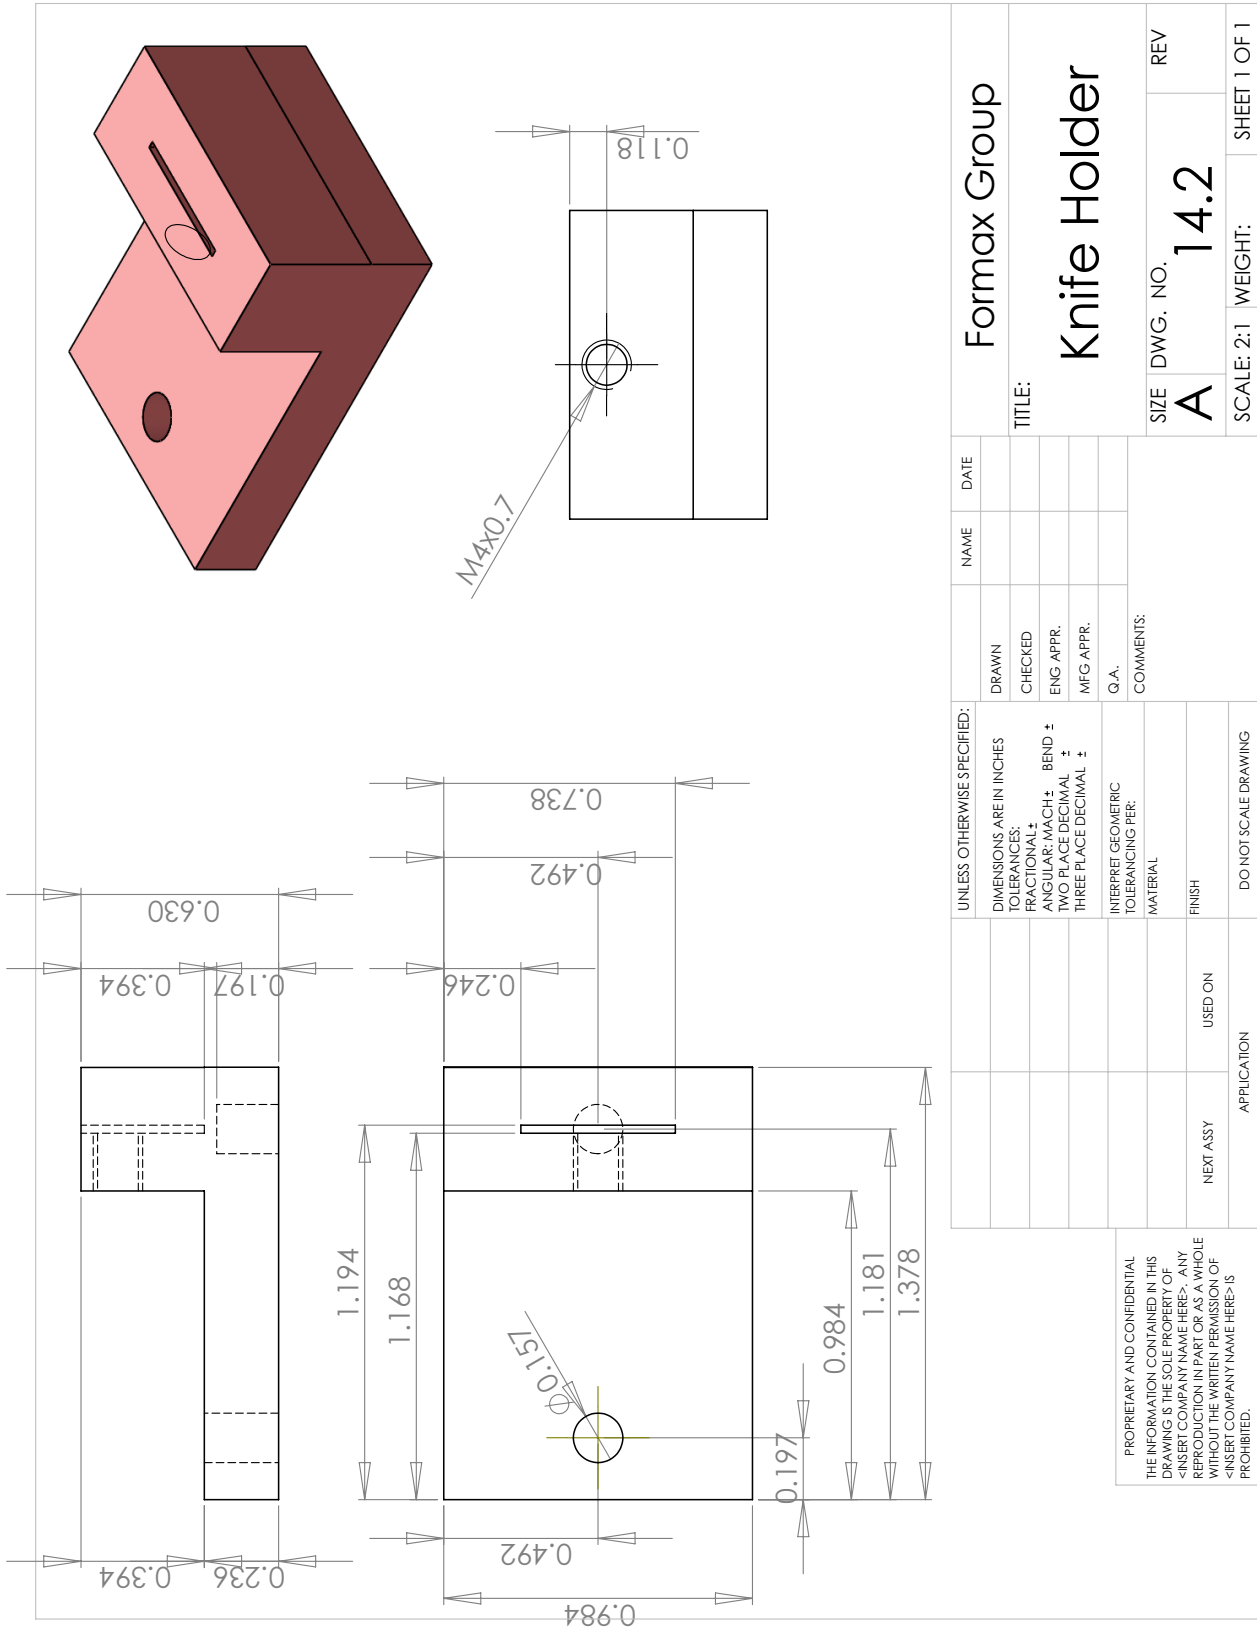 0.630
0.394
0.197
0.394
0.236
0.738
0.492
0.246
1.194
1.168
0.984
1.181
1.378
0.197
⌀0.157
0.492
0.984
M4x0.7
0.118
PROPRIETARY AND CONFIDENTIAL
THE INFORMATION CONTAINED IN THIS
DRAWING IS THE SOLE PROPERTY OF
<INSERT COMPANY NAME HERE>. ANY
REPRODUCTION IN PART OR AS A WHOLE
WITHOUT THE WRITTEN PERMISSION OF
<INSERT COMPANY NAME HERE> IS
PROHIBITED.
NEXT ASSY
USED ON
APPLICATION
UNLESS OTHERWISE SPECIFIED:
DIMENSIONS ARE IN INCHES
TOLERANCES:
FRACTIONAL ±
ANGULAR: MACH ± BEND ±
TWO PLACE DECIMAL ±
THREE PLACE DECIMAL ±
INTERPRET GEOMETRIC
TOLERANCING PER:
MATERIAL
FINISH
DO NOT SCALE DRAWING
NAME
DATE
DRAWN
CHECKED
ENG APPR.
MFG APPR.
Q.A.
COMMENTS:
Formax Group
TITLE:
Knife Holder
SIZE
A
DWG. NO.
14.2
REV
SCALE: 2:1
WEIGHT:
SHEET 1 OF 1